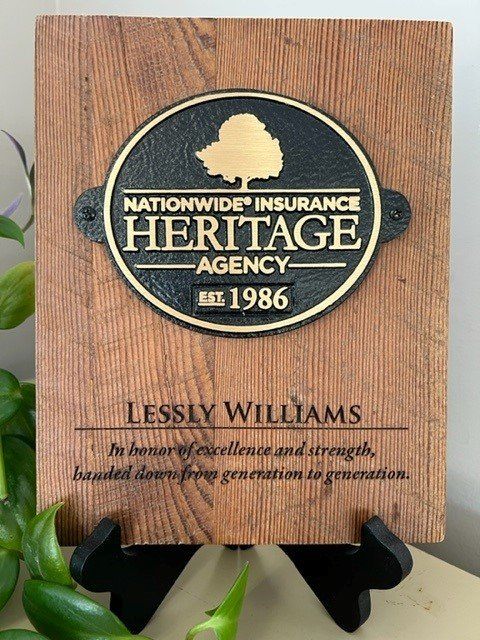 NATIONWIDE® INSURANCE
HERITAGE
AGENCY
EST. 1986
LESSLY WILLIAMS
In honor of excellence and strength,
handed down from generation to generation.